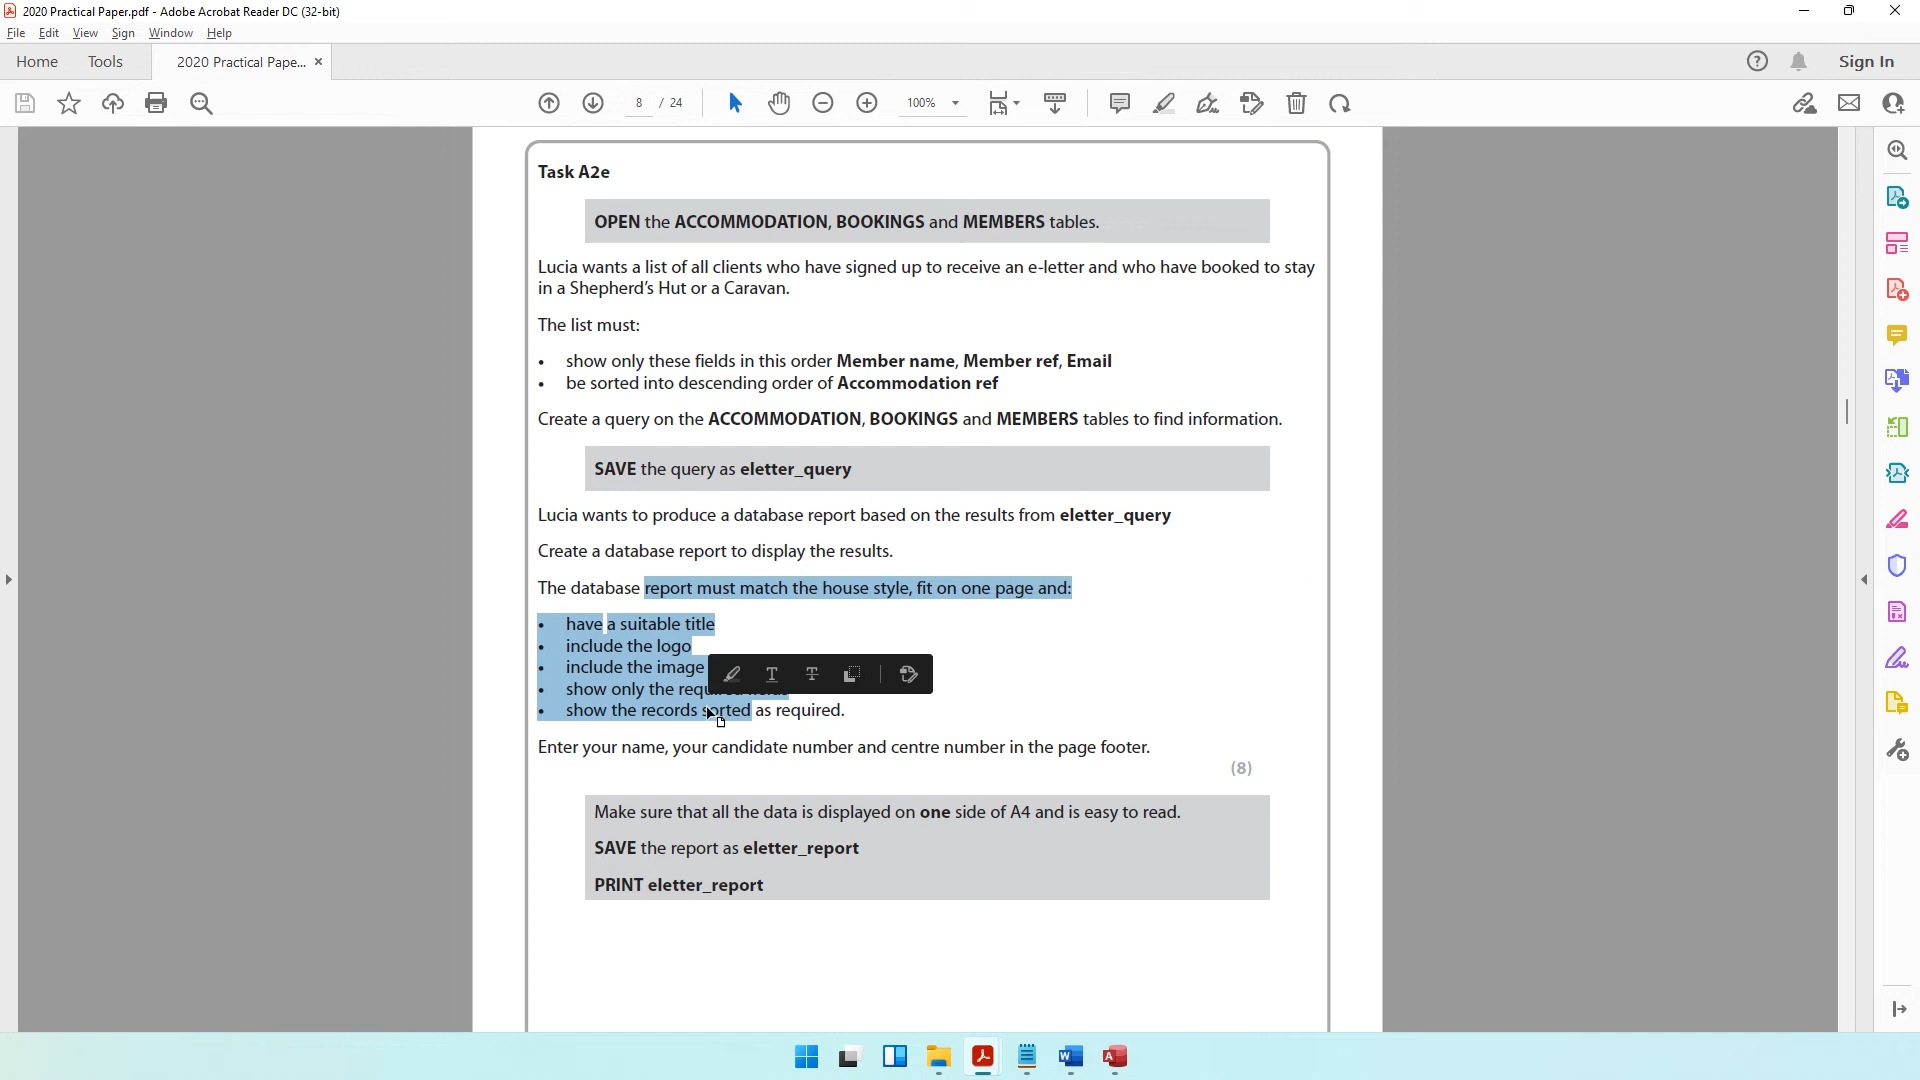 2020 Practical Paper.pdf - Adobe Acrobat Reader DC (32-bit)
File Edit View Sign Window Help
Home Tools 2020 Practical Pape... × Sign In
8 / 24 100%
Task A2e
OPEN the ACCOMMODATION, BOOKINGS and MEMBERS tables.
Lucia wants a list of all clients who have signed up to receive an e-letter and who have booked to stay
in a Shepherd's Hut or a Caravan.
The list must:
• show only these fields in this order Member name, Member ref, Email
• be sorted into descending order of Accommodation ref
Create a query on the ACCOMMODATION, BOOKINGS and MEMBERS tables to find information.
SAVE the query as eletter_query
Lucia wants to produce a database report based on the results from eletter_query
Create a database report to display the results.
The database report must match the house style, fit on one page and:
• have a suitable title
• include the logo
• include the image
• show only the required fields
• show the records sorted as required.
Enter your name, your candidate number and centre number in the page footer.
(8)
Make sure that all the data is displayed on one side of A4 and is easy to read.
SAVE the report as eletter_report
PRINT eletter_report